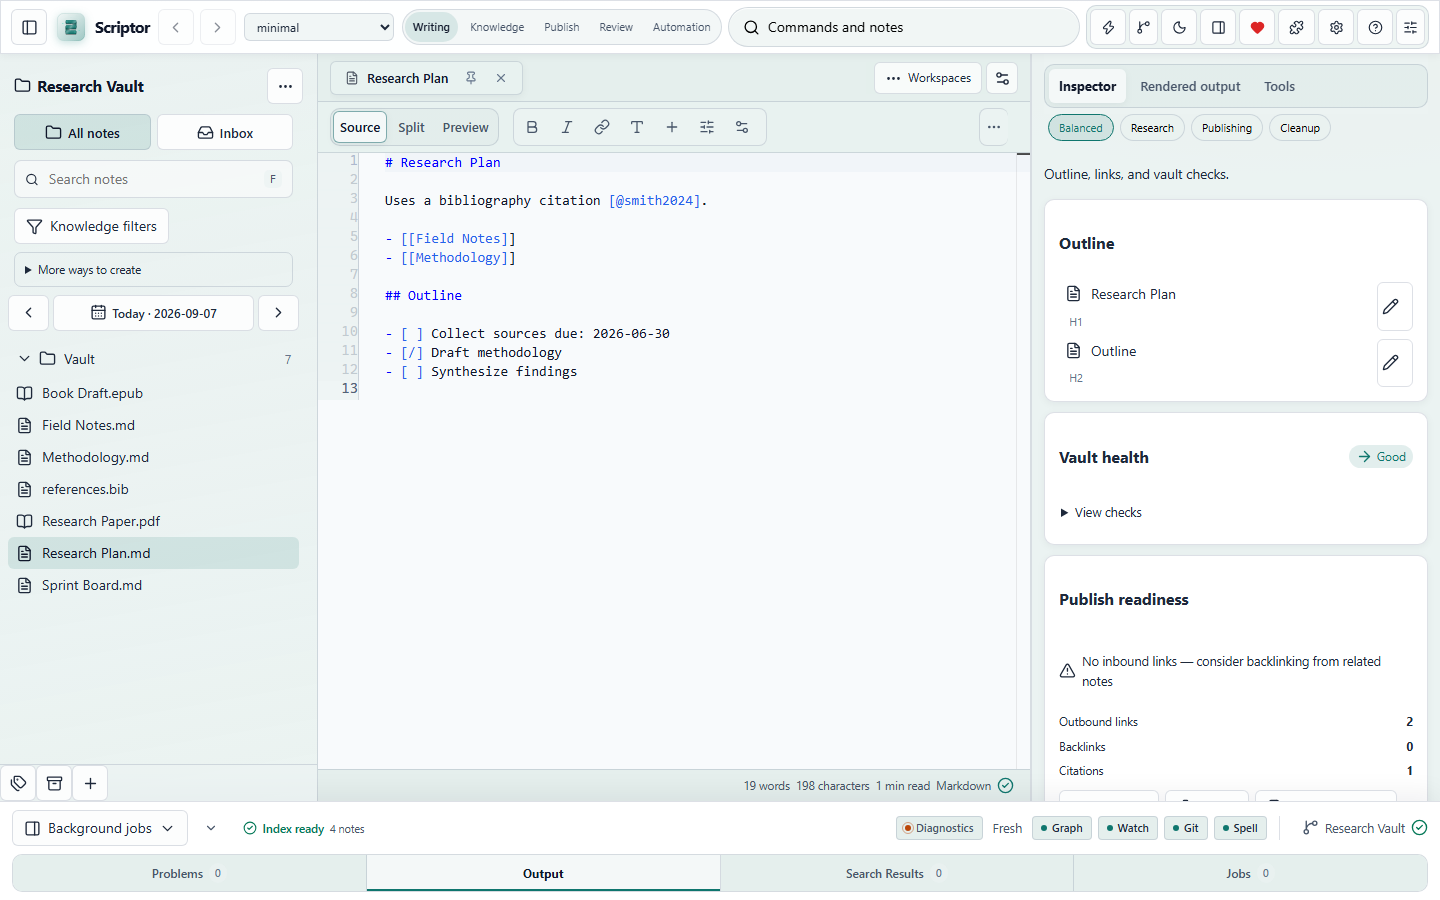 Scriptor
minimal
Writing
Knowledge
Publish
Review
Automation
Commands and notes
Research Vault
All notes
Inbox
Search notes
F
Knowledge filters
More ways to create
Today · 2026-09-07
Vault
7
Book Draft.epub
Field Notes.md
Methodology.md
references.bib
Research Paper.pdf
Research Plan.md
Sprint Board.md
Research Plan
Workspaces
Source
Split
Preview
1 # Research Plan
2
3 Uses a bibliography citation [@smith2024].
4
5 - [[Field Notes]]
6 - [[Methodology]]
7
8 ## Outline
9
10 - [ ] Collect sources due: 2026-06-30
11 - [/] Draft methodology
12 - [ ] Synthesize findings
13
19 words 198 characters 1 min read Markdown
Inspector
Rendered output
Tools
Balanced
Research
Publishing
Cleanup
Outline, links, and vault checks.
Outline
Research Plan
H1
Outline
H2
Vault health
Good
View checks
Publish readiness
No inbound links — consider backlinking from related
notes
Outbound links 2
Backlinks 0
Citations 1
Background jobs
Index ready 4 notes
Diagnostics
Fresh
Graph
Watch
Git
Spell
Research Vault
Problems 0
Output
Search Results 0
Jobs 0